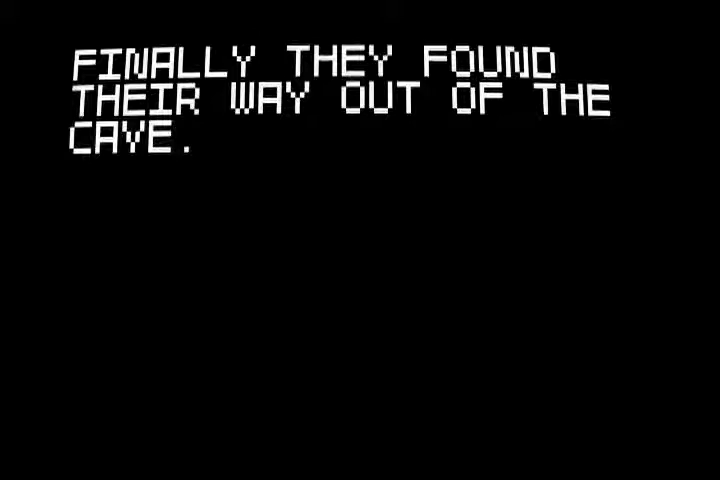 FINALLY THEY FOUND
THEIR WAY OUT OF THE
CAVE.